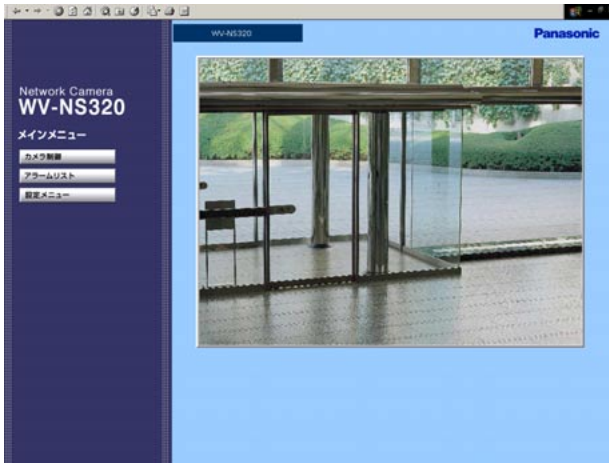 WV-NS320
Panasonic
Network Camera
WV-NS320
メインメニュー
カメラ制御
アラームリスト
設定メニュー